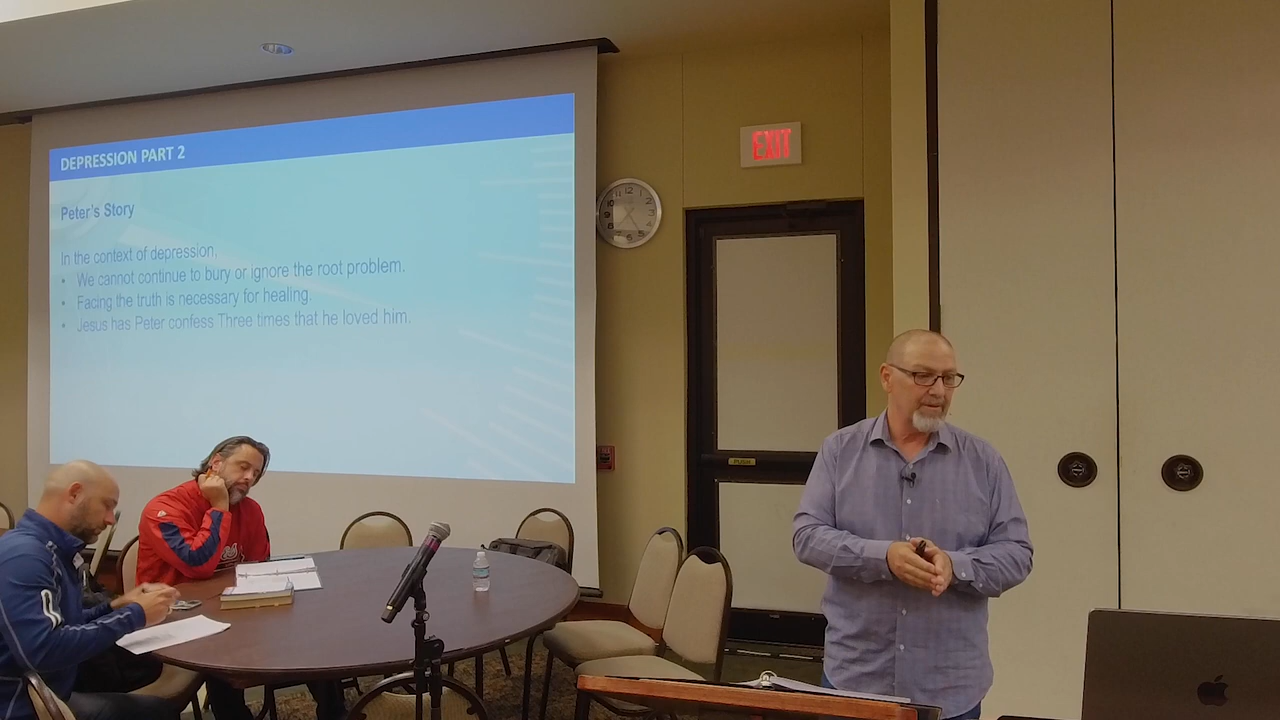 DEPRESSION PART 2
Peter's Story
In the context of depression,
• We cannot continue to bury or ignore the root problem.
• Facing the truth is necessary for healing.
• Jesus has Peter confess Three times that he loved him.
EXIT
PUSH